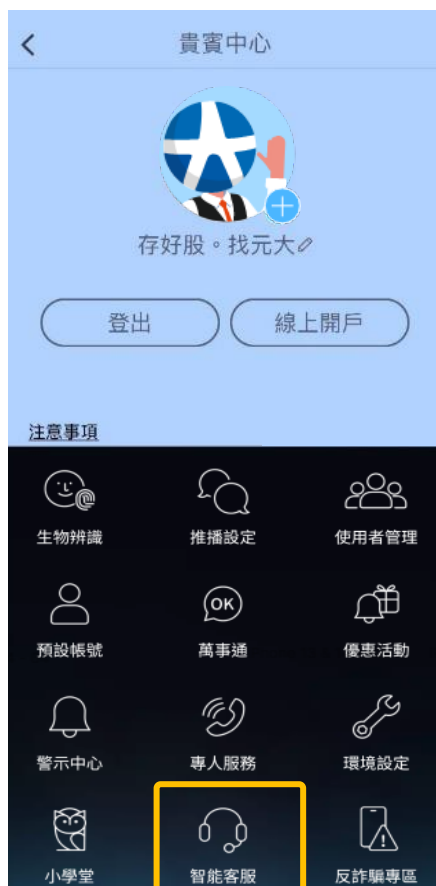 貴賓中心
存好股。找元大
登出 線上開戶
注意事項
生物辨識 推播設定 使用者管理
OK
預設帳號 萬事通 優惠活動
警示中心 專人服務 環境設定
小學堂 智能客服 反詐騙專區